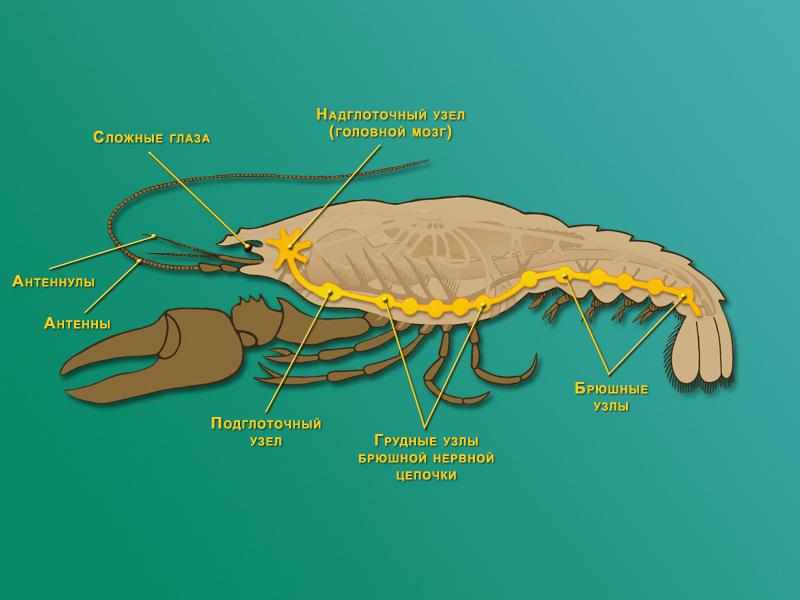 Надглоточный узел
(головной мозг)
Сложные глаза
Антеннулы
Антенны
Подглоточный
узел
Грудные узлы
брюшной нервной
цепочки
Брюшные
узлы